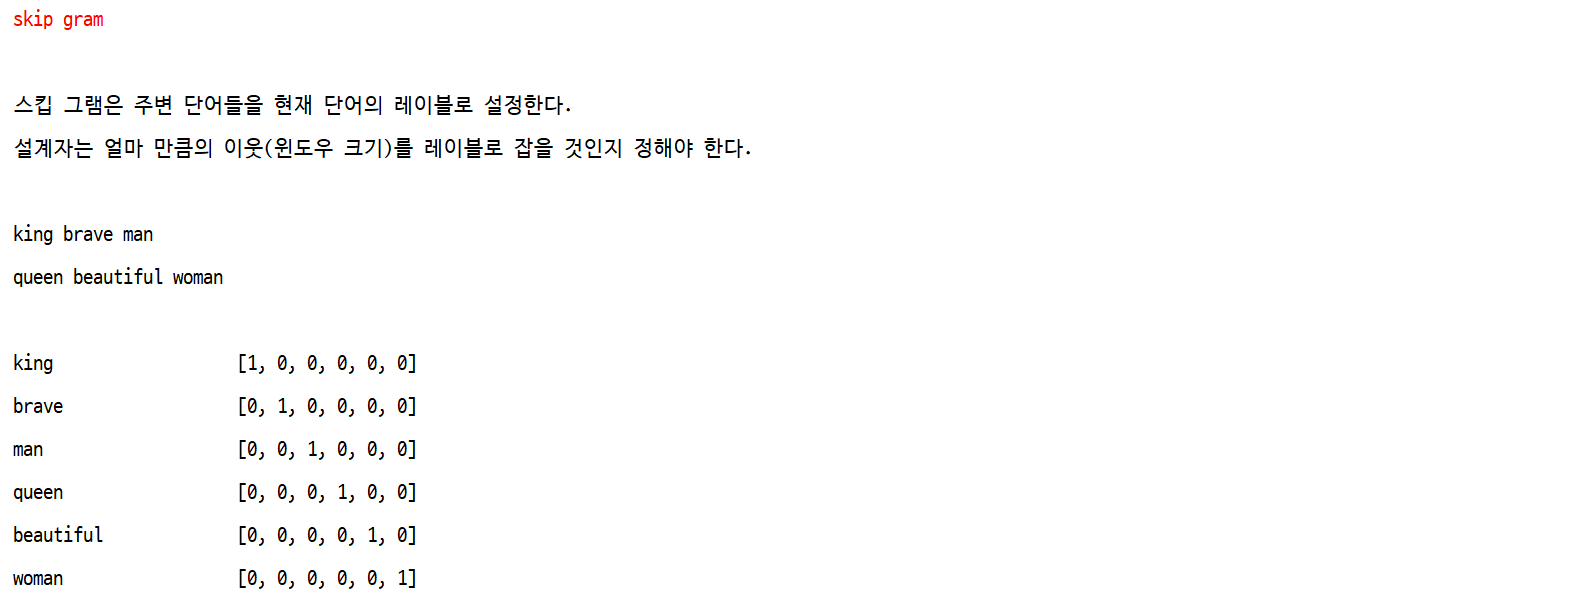 skip gram
스킵 그램은 주변 단어들을 현재 단어의 레이블로 설정한다.
설계자는 얼마 만큼의 이웃(윈도우 크기)를 레이블로 잡을 것인지 정해야 한다.
king brave man
queen beautiful woman
king [1, 0, 0, 0, 0, 0]
brave [0, 1, 0, 0, 0, 0]
man [0, 0, 1, 0, 0, 0]
queen [0, 0, 0, 1, 0, 0]
beautiful [0, 0, 0, 0, 1, 0]
woman [0, 0, 0, 0, 0, 1]